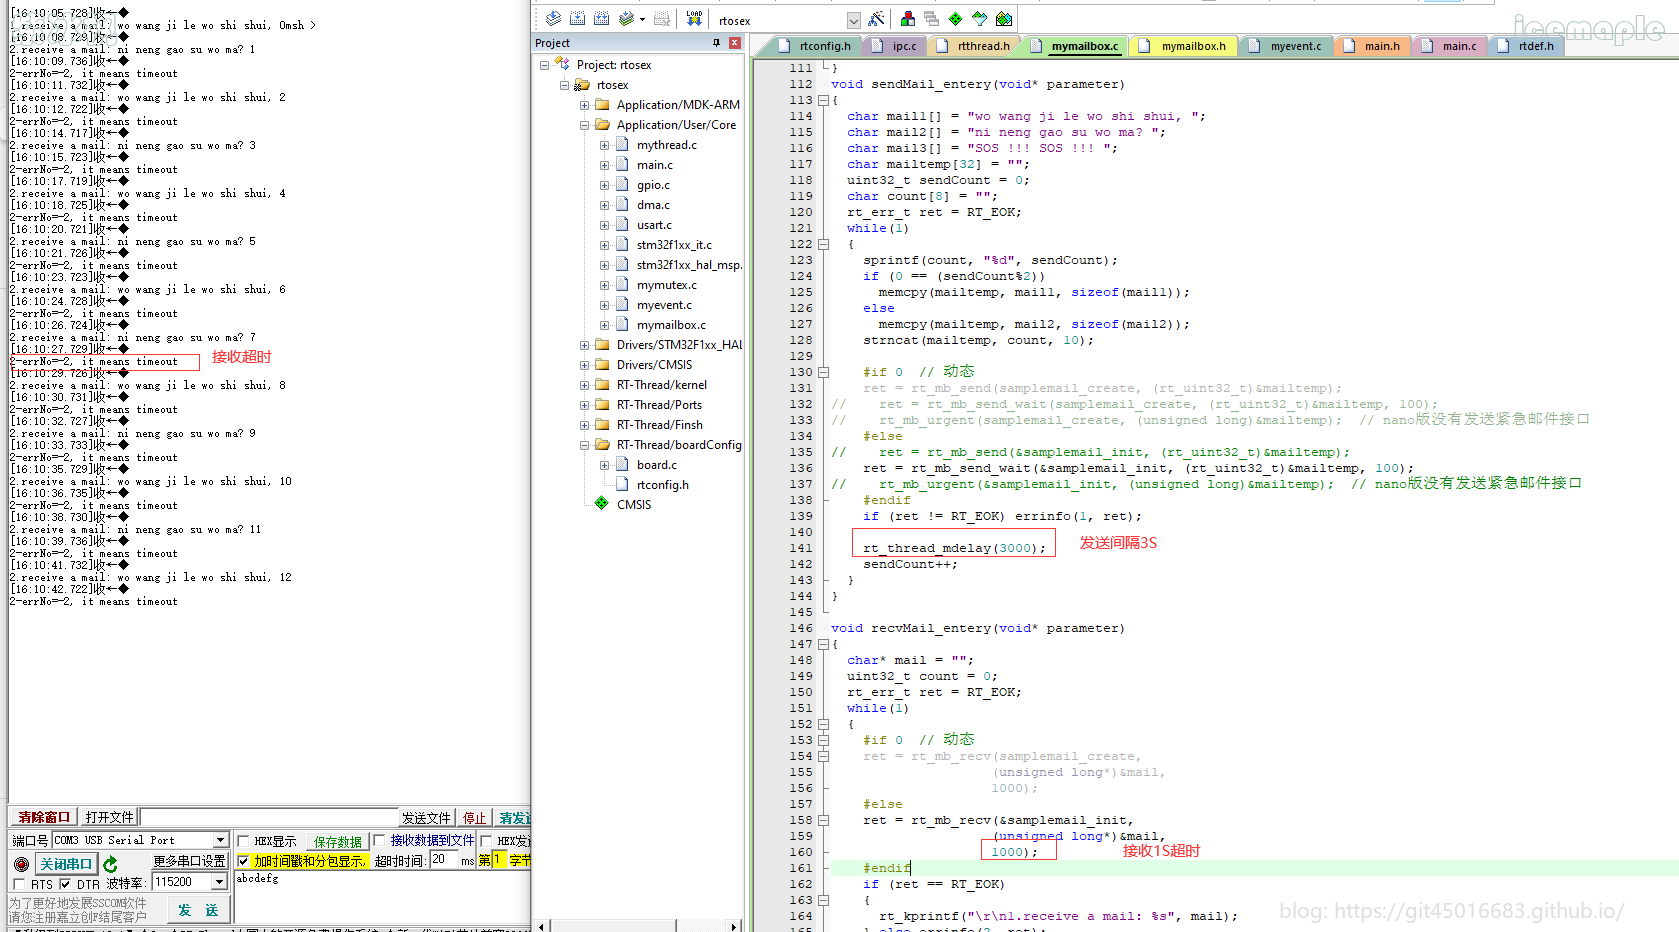 [16:10:05.728]收←◆
1.receive a mail: wo wang ji le wo shi shui, 0msh >
[16:10:08.729]收←◆
2.receive a mail: ni neng gao su wo ma? 1
[16:10:09.736]收←◆
2-errNo=-2, it means timeout
[16:10:11.732]收←◆
2.receive a mail: wo wang ji le wo shi shui, 2
[16:10:12.722]收←◆
2-errNo=-2, it means timeout
[16:10:14.717]收←◆
2.receive a mail: ni neng gao su wo ma? 3
[16:10:15.723]收←◆
2-errNo=-2, it means timeout
[16:10:17.719]收←◆
2.receive a mail: wo wang ji le wo shi shui, 4
[16:10:18.725]收←◆
2-errNo=-2, it means timeout
[16:10:20.721]收←◆
2.receive a mail: ni neng gao su wo ma? 5
[16:10:21.726]收←◆
2-errNo=-2, it means timeout
[16:10:23.723]收←◆
2.receive a mail: wo wang ji le wo shi shui, 6
[16:10:24.728]收←◆
2-errNo=-2, it means timeout
[16:10:26.724]收←◆
2.receive a mail: ni neng gao su wo ma? 7
[16:10:27.729]收←◆
2-errNo=-2, it means timeout
接收超时
[16:10:29.726]收←◆
2.receive a mail: wo wang ji le wo shi shui, 8
[16:10:30.731]收←◆
2-errNo=-2, it means timeout
[16:10:32.727]收←◆
2.receive a mail: ni neng gao su wo ma? 9
[16:10:33.733]收←◆
2-errNo=-2, it means timeout
[16:10:35.729]收←◆
2.receive a mail: wo wang ji le wo shi shui, 10
[16:10:36.735]收←◆
2-errNo=-2, it means timeout
[16:10:38.730]收←◆
2.receive a mail: ni neng gao su wo ma? 11
[16:10:39.736]收←◆
2-errNo=-2, it means timeout
[16:10:41.732]收←◆
2.receive a mail: wo wang ji le wo shi shui, 12
[16:10:42.722]收←◆
2-errNo=-2, it means timeout
清除窗口 打开文件 发送文件 停止 清发送
端口号 COM3 USB Serial Port HEX显示 保存数据 接收数据到文件 HEX发送
关闭串口 更多串口设置 加时间戳和分包显示, 超时时间: 20 ms 第 1 字节
RTS DTR 波特率: 115200
abcdefg
为了更好地发展SSCOM软件
请您注册嘉立创F结尾客户
发 送
LOAD
rtosex
Project
Project: rtosex
rtosex
Application/MDK-ARM
Application/User/Core
mythread.c
main.c
gpio.c
dma.c
usart.c
stm32f1xx_it.c
stm32f1xx_hal_msp.
mymutex.c
myevent.c
mymailbox.c
Drivers/STM32F1xx_HAL
Drivers/CMSIS
RT-Thread/kernel
RT-Thread/Ports
RT-Thread/Finsh
RT-Thread/boardConfig
board.c
rtconfig.h
CMSIS
icemaple
rtconfig.h ipc.c rtthread.h mymailbox.c mymailbox.h myevent.c main.h main.c rtdef.h
111 }
112 void sendMail_entery(void* parameter)
113 {
114 char mail1[] = "wo wang ji le wo shi shui, ";
115 char mail2[] = "ni neng gao su wo ma? ";
116 char mail3[] = "SOS !!! SOS !!! ";
117 char mailtemp[32] = "";
118 uint32_t sendCount = 0;
119 char count[8] = "";
120 rt_err_t ret = RT_EOK;
121 while(1)
122 {
123 sprintf(count, "%d", sendCount);
124 if (0 == (sendCount%2))
125 memcpy(mailtemp, mail1, sizeof(mail1));
126 else
127 memcpy(mailtemp, mail2, sizeof(mail2));
128 strncat(mailtemp, count, 10);
129
130 #if 0 // 动态
131 ret = rt_mb_send(samplemail_create, (rt_uint32_t)&mailtemp);
132 // ret = rt_mb_send_wait(samplemail_create, (rt_uint32_t)&mailtemp, 100);
133 // rt_mb_urgent(samplemail_create, (unsigned long)&mailtemp); // nano版没有发送紧急邮件接口
134 #else
135 // ret = rt_mb_send(&samplemail_init, (rt_uint32_t)&mailtemp);
136 ret = rt_mb_send_wait(&samplemail_init, (rt_uint32_t)&mailtemp, 100);
137 // rt_mb_urgent(&samplemail_init, (unsigned long)&mailtemp); // nano版没有发送紧急邮件接口
138 #endif
139 if (ret != RT_EOK) errinfo(1, ret);
140
141 rt_thread_mdelay(3000); 发送间隔3S
142 sendCount++;
143 }
144 }
145
146 void recvMail_entery(void* parameter)
147 {
148 char* mail = "";
149 uint32_t count = 0;
150 rt_err_t ret = RT_EOK;
151 while(1)
152 {
153 #if 0 // 动态
154 ret = rt_mb_recv(samplemail_create,
155 (unsigned long*)&mail,
156 1000);
157 #else
158 ret = rt_mb_recv(&samplemail_init,
159 (unsigned long*)&mail,
160 1000); 接收1S超时
161 #endif
162 if (ret == RT_EOK)
163 {
164 rt_kprintf("\r\n1.receive a mail: %s", mail);
165 } else errinfo(2, ret);
blog: https://git45016683.github.io/